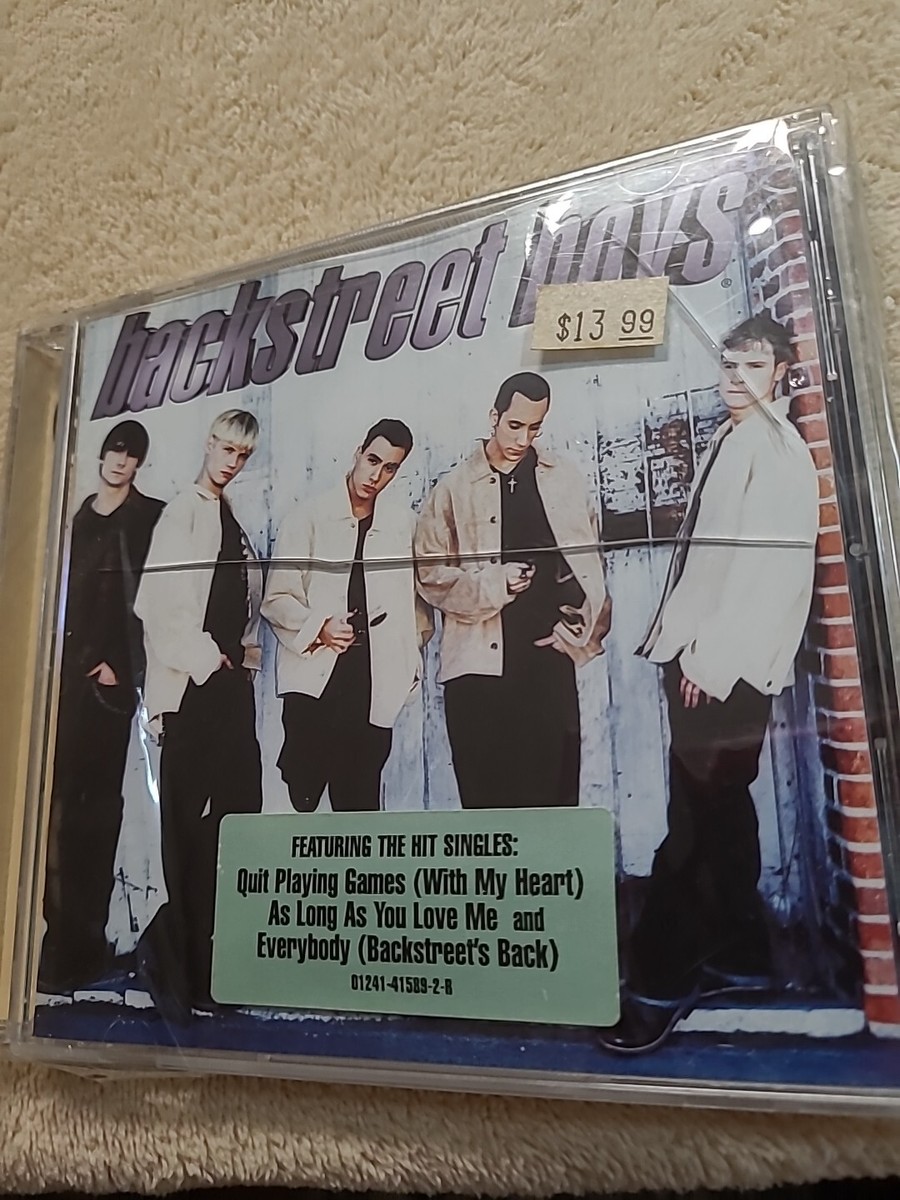 backstreet boys®
$13 99
FEATURING THE HIT SINGLES:
Quit Playing Games (With My Heart)
As Long As You Love Me and
Everybody (Backstreet's Back)
01241-41589-2-R